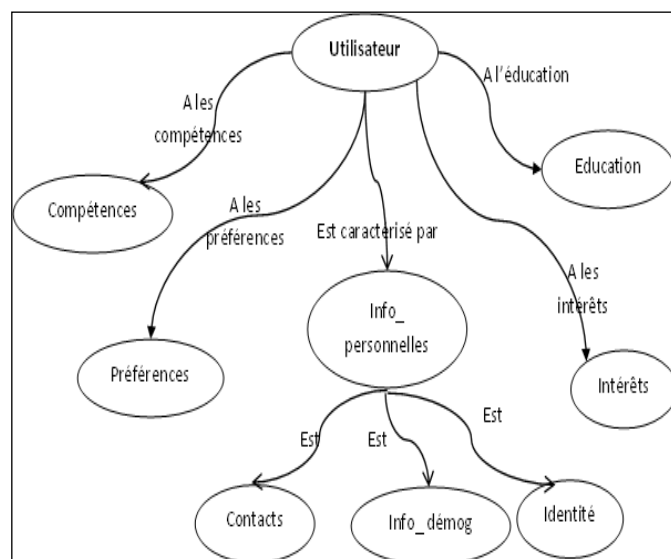 Utilisateur
A l'éducation
A les
compétences
Education
Compétences
A les
préférences
Est caractérisé par
A les
intérêts
Info_
personnelles
Préférences
Intérêts
Est
Est
Est
Contacts
Info_démog
Identité